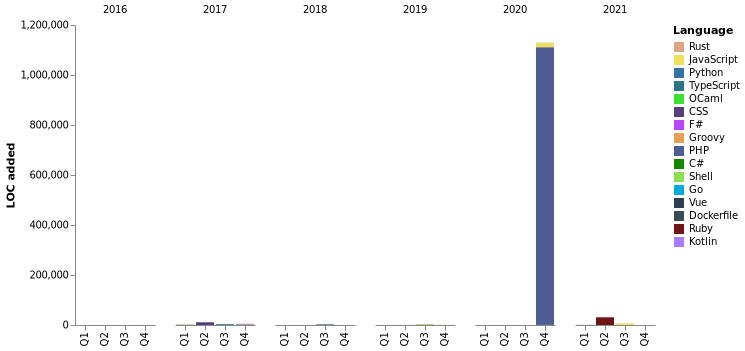 2016 2017 2018 2019 2020 2021
1,200,000
1,000,000
800,000
600,000
400,000
200,000
0
LOC added
Q1 Q2 Q3 Q4 Q1 Q2 Q3 Q4 Q1 Q2 Q3 Q4 Q1 Q2 Q3 Q4 Q1 Q2 Q3 Q4 Q1 Q2 Q3 Q4
Language
Rust
JavaScript
Python
TypeScript
OCaml
CSS
F#
Groovy
PHP
C#
Shell
Go
Vue
Dockerfile
Ruby
Kotlin